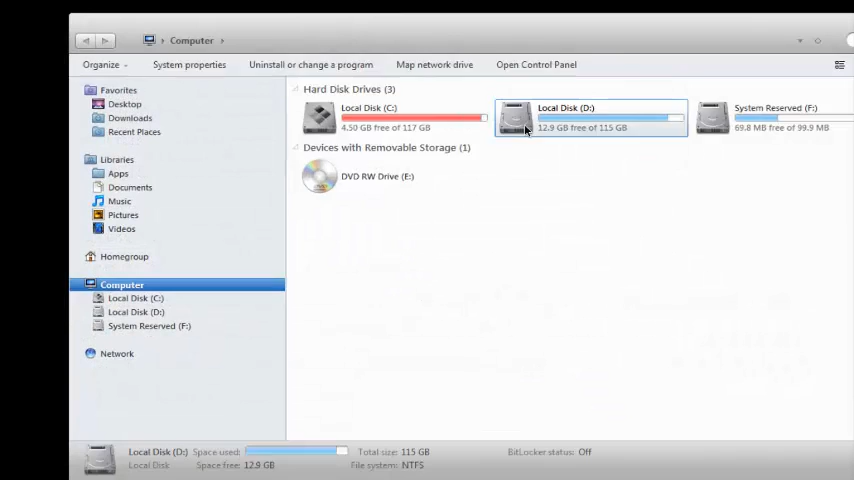 Computer
Organize
System properties
Uninstall or change a program
Map network drive
Open Control Panel
Favorites
Desktop
Downloads
Recent Places
Libraries
Apps
Documents
Music
Pictures
Videos
Homegroup
Computer
Local Disk (C:)
Local Disk (D:)
System Reserved (F:)
Network
Hard Disk Drives (3)
Local Disk (C:)
4.50 GB free of 117 GB
Local Disk (D:)
12.9 GB free of 115 GB
System Reserved (F:)
69.8 MB free of 99.9 MB
Devices with Removable Storage (1)
DVD RW Drive (E:)
Local Disk (D:) Space used: Total size: 115 GB BitLocker status: Off
Local Disk Space free: 12.9 GB File system: NTFS